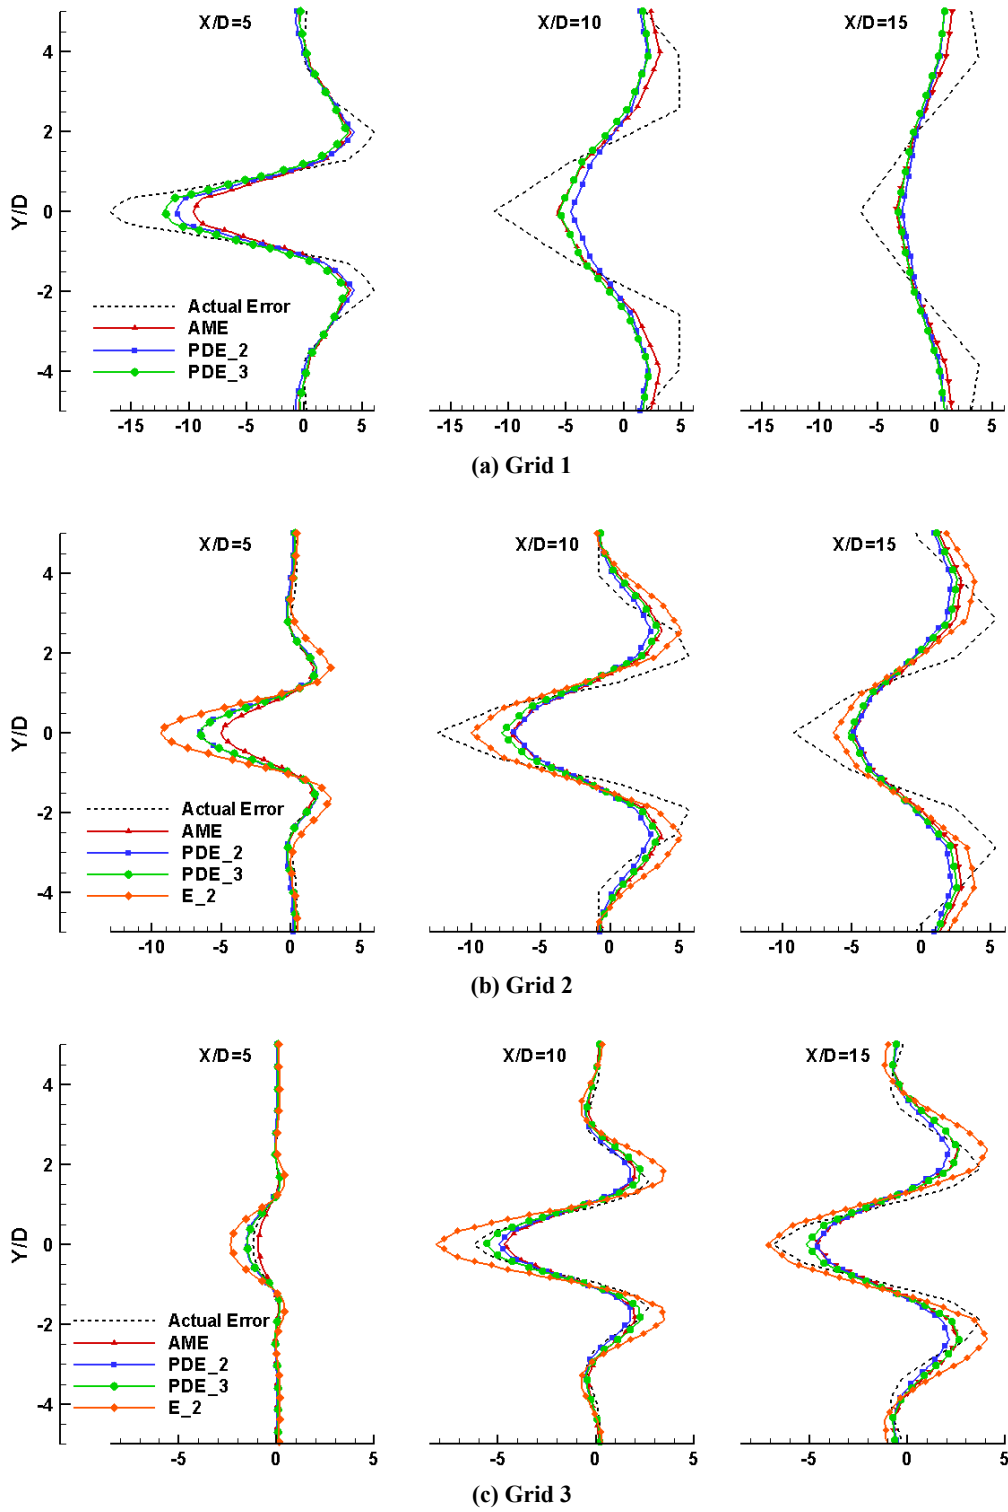 X/D=5 X/D=10 X/D=15
4
2
0
-2
-4
Y/D
Actual Error
AME
PDE_2
PDE_3
-15 -10 -5 0 5 -15 -10 -5 0 5 -15 -10 -5 0 5
(a) Grid 1
X/D=5 X/D=10 X/D=15
4
2
0
-2
-4
Y/D
Actual Error
AME
PDE_2
PDE_3
E_2
-10 -5 0 5 -10 -5 0 5 -10 -5 0 5
(b) Grid 2
X/D=5 X/D=10 X/D=15
4
2
0
-2
-4
Y/D
Actual Error
AME
PDE_2
PDE_3
E_2
-5 0 5 -5 0 5 -5 0 5
(c) Grid 3